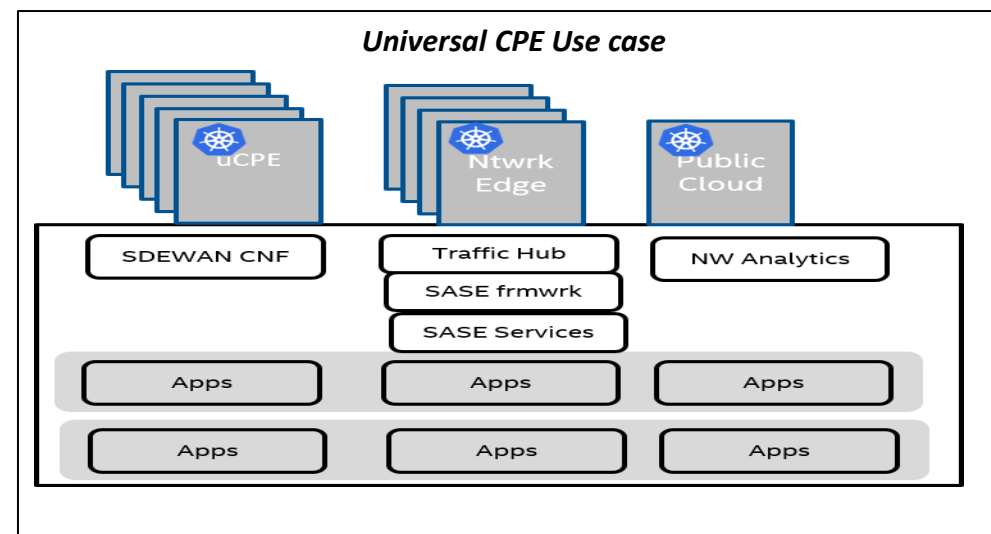 Universal CPE Use case
uCPE
Ntwrk
Edge
Public
Cloud
SDEWAN CNF
Traffic Hub
NW Analytics
SASE frmwrk
SASE Services
Apps
Apps
Apps
Apps
Apps
Apps